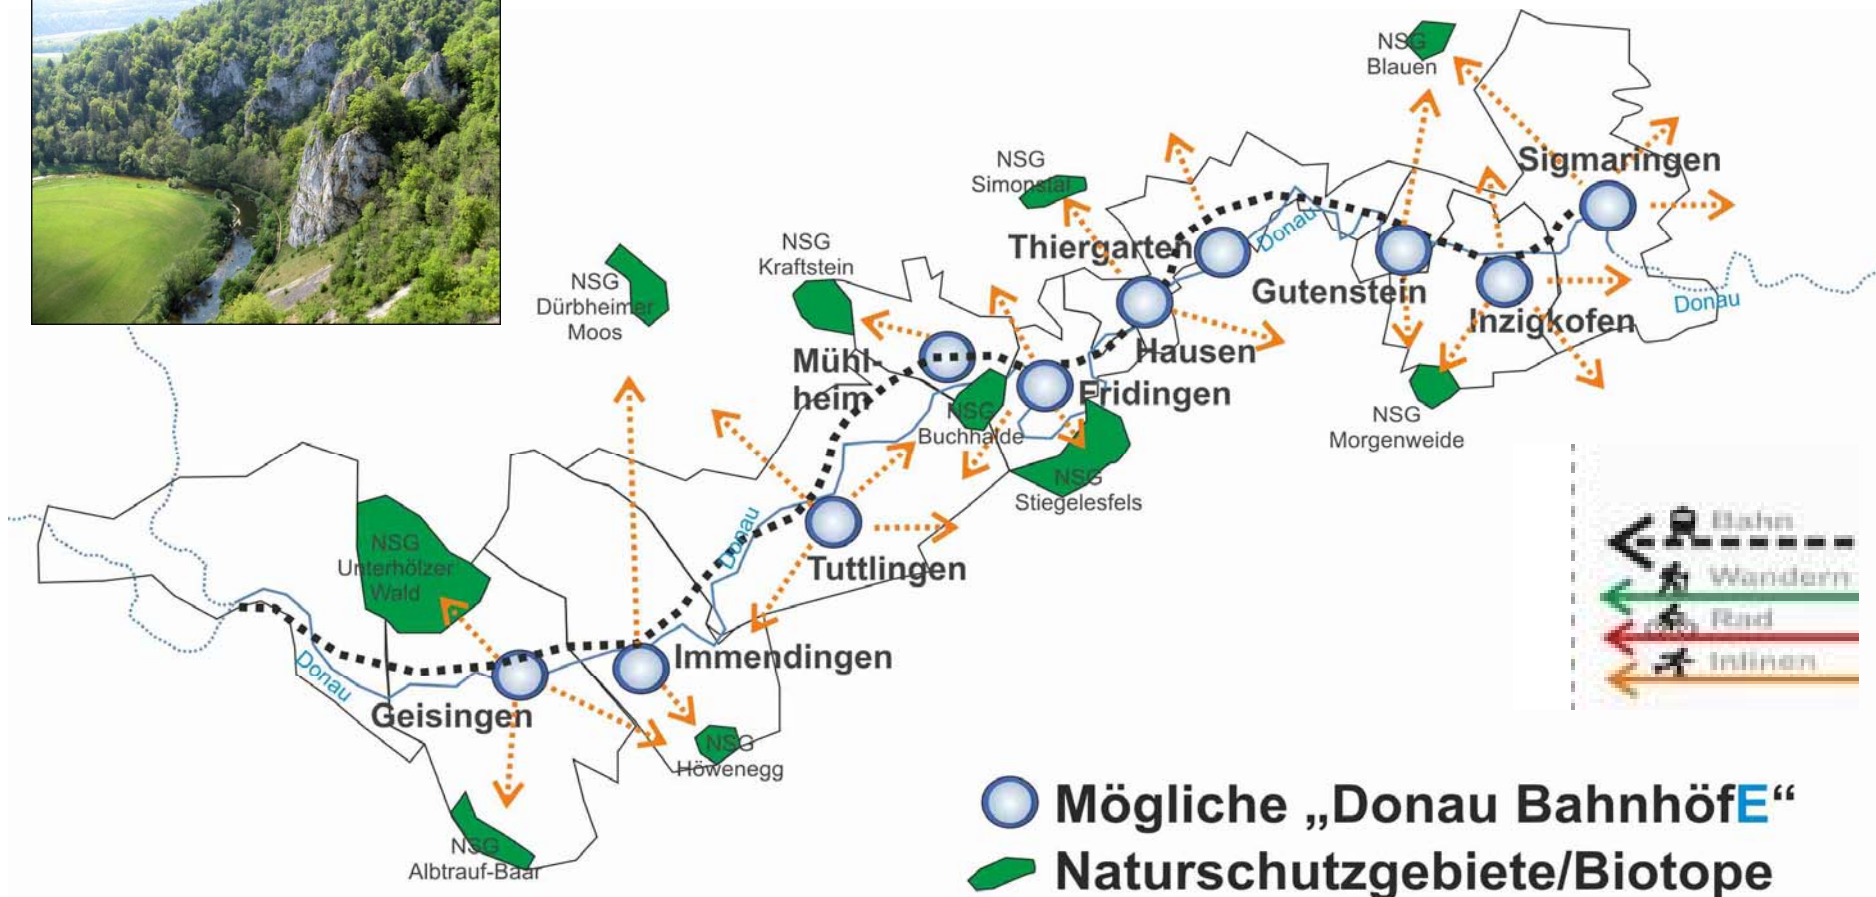 NSG
Blauen
Sigmaringen
NSG
Simonstal
Donau
Thiergarten
NSG
Kraftstein
NSG
Dürbheimer
Moos
Gutenstein
Donau
Inzigkofen
Mühl-
heim
Hausen
Fridingen
NSG
Buchhalde
NSG
Morgenweide
NSG
Stiegelesfels
Donau
Tuttlingen
NSG
Unterhölzer
Wald
Donau
Immendingen
Geisingen
NSG
Höwenegg
NSG
Albtrauf-Baar
Bahn
Wandern
Rad
Inlinen
Mögliche „Donau BahnhöfE“
Naturschutzgebiete/Biotope